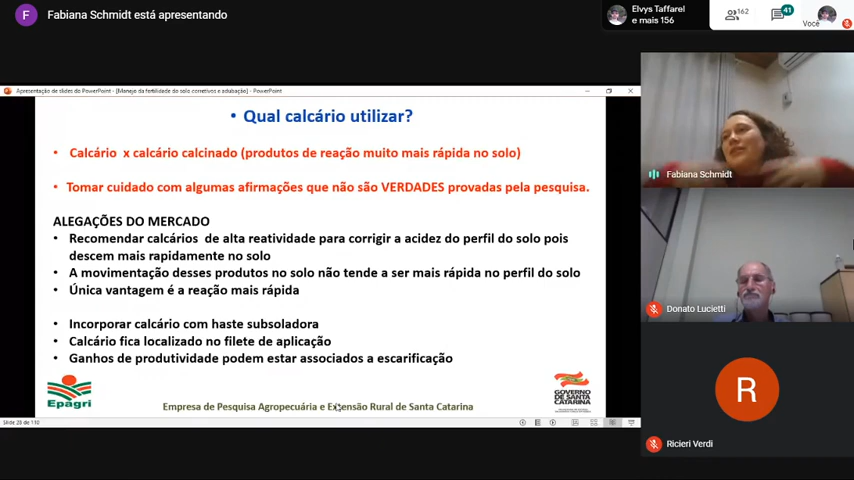 F Fabiana Schmidt está apresentando
Elvys Taffarel
e mais 156
162
41
Você
Apresentação de slides do PowerPoint - [Manejo da fertilidade do solo corretivos e adubação] - PowerPoint
• Qual calcário utilizar?
• Calcário x calcário calcinado (produtos de reação muito mais rápida no solo)
• Tomar cuidado com algumas afirmações que não são VERDADES provadas pela pesquisa.
ALEGAÇÕES DO MERCADO
• Recomendar calcários de alta reatividade para corrigir a acidez do perfil do solo pois
descem mais rapidamente no solo
• A movimentação desses produtos no solo não tende a ser mais rápida no perfil do solo
• Única vantagem é a reação mais rápida
• Incorporar calcário com haste subsoladora
• Calcário fica localizado no filete de aplicação
• Ganhos de produtividade podem estar associados a escarificação
Epagri
Empresa de Pesquisa Agropecuária e Extensão Rural de Santa Catarina
GOVERNO
DE SANTA
CATARINA
Slide 28 de 110
Fabiana Schmidt
Donato Lucietti
R
Ricieri Verdi